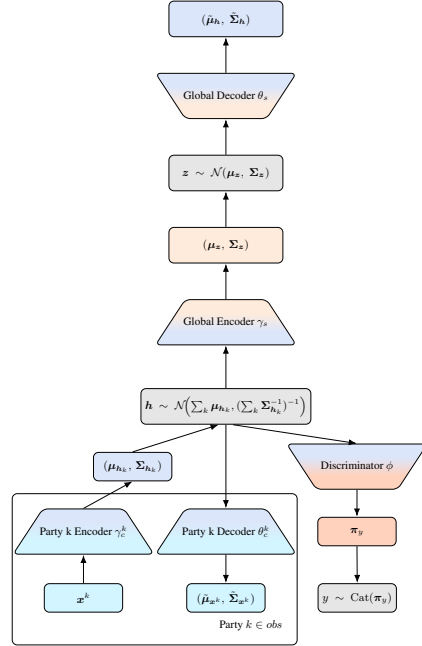 (μ̃_h, Σ̃_h)
Global Decoder θ_s
z ∼ 𝒩(μ_z, Σ_z)
(μ_z, Σ_z)
Global Encoder γ_s
h ∼ 𝒩(∑_k μ_{h_k}, (∑_k Σ_{h_k}^{-1})^{-1})
(μ_{h_k}, Σ_{h_k})
Discriminator ϕ
Party k Encoder γ_c^k
Party k Decoder θ_c^k
π_y
x^k
(μ̃_{x^k}, Σ̃_{x^k})
y ∼ Cat(π_y)
Party k ∈ obs